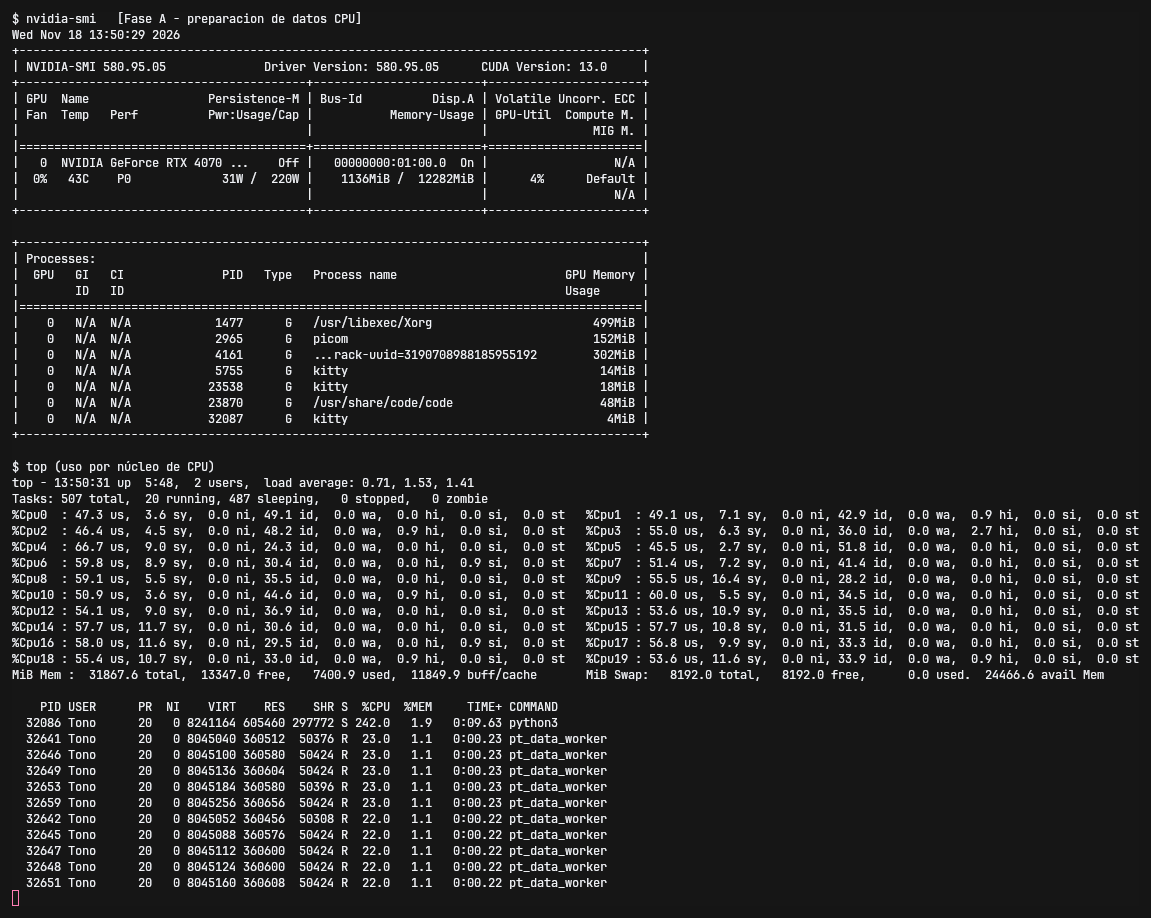 $ nvidia-smi   [Fase A - preparacion de datos CPU]
Wed Nov 18 13:50:29 2026
+-----------------------------------------------------------------------------------------+
| NVIDIA-SMI 580.95.05              Driver Version: 580.95.05      CUDA Version: 13.0     |
+-----------------------------------------+------------------------+----------------------+
| GPU  Name                 Persistence-M | Bus-Id          Disp.A | Volatile Uncorr. ECC |
| Fan  Temp   Perf          Pwr:Usage/Cap |           Memory-Usage | GPU-Util  Compute M. |
|                                         |                        |               MIG M. |
|=========================================+========================+======================|
|   0  NVIDIA GeForce RTX 4070 ...    Off |   00000000:01:00.0  On |                  N/A |
|  0%   43C    P0             31W /  220W |    1136MiB /  12282MiB |      4%      Default |
|                                         |                        |                  N/A |
+-----------------------------------------+------------------------+----------------------+
+-----------------------------------------------------------------------------------------+
| Processes:                                                                              |
|  GPU   GI   CI             PID   Type   Process name                        GPU Memory |
|        ID   ID                                                              Usage      |
|=========================================================================================|
|    0   N/A  N/A            1477      G   /usr/libexec/Xorg                       499MiB |
|    0   N/A  N/A            2965      G   picom                                   152MiB |
|    0   N/A  N/A            4161      G   ...rack-uuid=3190708988185955192        302MiB |
|    0   N/A  N/A            5755      G   kitty                                    14MiB |
|    0   N/A  N/A           23538      G   kitty                                    18MiB |
|    0   N/A  N/A           23870      G   /usr/share/code/code                     48MiB |
|    0   N/A  N/A           32087      G   kitty                                     4MiB |
+-----------------------------------------------------------------------------------------+
$ top (uso por núcleo de CPU)
top - 13:50:31 up  5:48,  2 users,  load average: 0.71, 1.53, 1.41
Tasks: 507 total,  20 running, 487 sleeping,   0 stopped,   0 zombie
%Cpu0  : 47.3 us,  3.6 sy,  0.0 ni, 49.1 id,  0.0 wa,  0.0 hi,  0.0 si,  0.0 st   %Cpu1  : 49.1 us,  7.1 sy,  0.0 ni, 42.9 id,  0.0 wa,  0.9 hi,  0.0 si,  0.0 st
%Cpu2  : 46.4 us,  4.5 sy,  0.0 ni, 48.2 id,  0.0 wa,  0.9 hi,  0.0 si,  0.0 st   %Cpu3  : 55.0 us,  6.3 sy,  0.0 ni, 36.0 id,  0.0 wa,  2.7 hi,  0.0 si,  0.0 st
%Cpu4  : 66.7 us,  9.0 sy,  0.0 ni, 24.3 id,  0.0 wa,  0.0 hi,  0.0 si,  0.0 st   %Cpu5  : 45.5 us,  2.7 sy,  0.0 ni, 51.8 id,  0.0 wa,  0.0 hi,  0.0 si,  0.0 st
%Cpu6  : 59.8 us,  8.9 sy,  0.0 ni, 30.4 id,  0.0 wa,  0.0 hi,  0.9 si,  0.0 st   %Cpu7  : 51.4 us,  7.2 sy,  0.0 ni, 41.4 id,  0.0 wa,  0.0 hi,  0.0 si,  0.0 st
%Cpu8  : 59.1 us,  5.5 sy,  0.0 ni, 35.5 id,  0.0 wa,  0.0 hi,  0.0 si,  0.0 st   %Cpu9  : 55.5 us, 16.4 sy,  0.0 ni, 28.2 id,  0.0 wa,  0.0 hi,  0.0 si,  0.0 st
%Cpu10 : 50.9 us,  3.6 sy,  0.0 ni, 44.6 id,  0.0 wa,  0.9 hi,  0.0 si,  0.0 st   %Cpu11 : 60.0 us,  5.5 sy,  0.0 ni, 34.5 id,  0.0 wa,  0.0 hi,  0.0 si,  0.0 st
%Cpu12 : 54.1 us,  9.0 sy,  0.0 ni, 36.9 id,  0.0 wa,  0.0 hi,  0.0 si,  0.0 st   %Cpu13 : 53.6 us, 10.9 sy,  0.0 ni, 35.5 id,  0.0 wa,  0.0 hi,  0.0 si,  0.0 st
%Cpu14 : 57.7 us, 11.7 sy,  0.0 ni, 30.6 id,  0.0 wa,  0.0 hi,  0.0 si,  0.0 st   %Cpu15 : 57.7 us, 10.8 sy,  0.0 ni, 31.5 id,  0.0 wa,  0.0 hi,  0.0 si,  0.0 st
%Cpu16 : 58.0 us, 11.6 sy,  0.0 ni, 29.5 id,  0.0 wa,  0.0 hi,  0.9 si,  0.0 st   %Cpu17 : 56.8 us,  9.9 sy,  0.0 ni, 33.3 id,  0.0 wa,  0.0 hi,  0.0 si,  0.0 st
%Cpu18 : 55.4 us, 10.7 sy,  0.0 ni, 33.0 id,  0.0 wa,  0.9 hi,  0.0 si,  0.0 st   %Cpu19 : 53.6 us, 11.6 sy,  0.0 ni, 33.9 id,  0.0 wa,  0.9 hi,  0.0 si,  0.0 st
MiB Mem :  31867.6 total,  13347.0 free,   7400.9 used,  11849.9 buff/cache       MiB Swap:   8192.0 total,   8192.0 free,      0.0 used.  24466.6 avail Mem
    PID USER      PR  NI    VIRT    RES    SHR S  %CPU  %MEM     TIME+ COMMAND
  32086 Tono      20   0 8241164 605460 297772 S 242.0   1.9   0:09.63 python3
  32641 Tono      20   0 8045040 360512  50376 R  23.0   1.1   0:00.23 pt_data_worker
  32646 Tono      20   0 8045100 360580  50424 R  23.0   1.1   0:00.23 pt_data_worker
  32649 Tono      20   0 8045136 360604  50424 R  23.0   1.1   0:00.23 pt_data_worker
  32653 Tono      20   0 8045184 360580  50396 R  23.0   1.1   0:00.23 pt_data_worker
  32659 Tono      20   0 8045256 360656  50424 R  23.0   1.1   0:00.23 pt_data_worker
  32642 Tono      20   0 8045052 360456  50308 R  22.0   1.1   0:00.22 pt_data_worker
  32645 Tono      20   0 8045088 360576  50424 R  22.0   1.1   0:00.22 pt_data_worker
  32647 Tono      20   0 8045112 360600  50424 R  22.0   1.1   0:00.22 pt_data_worker
  32648 Tono      20   0 8045124 360600  50424 R  22.0   1.1   0:00.22 pt_data_worker
  32651 Tono      20   0 8045160 360608  50424 R  22.0   1.1   0:00.22 pt_data_worker